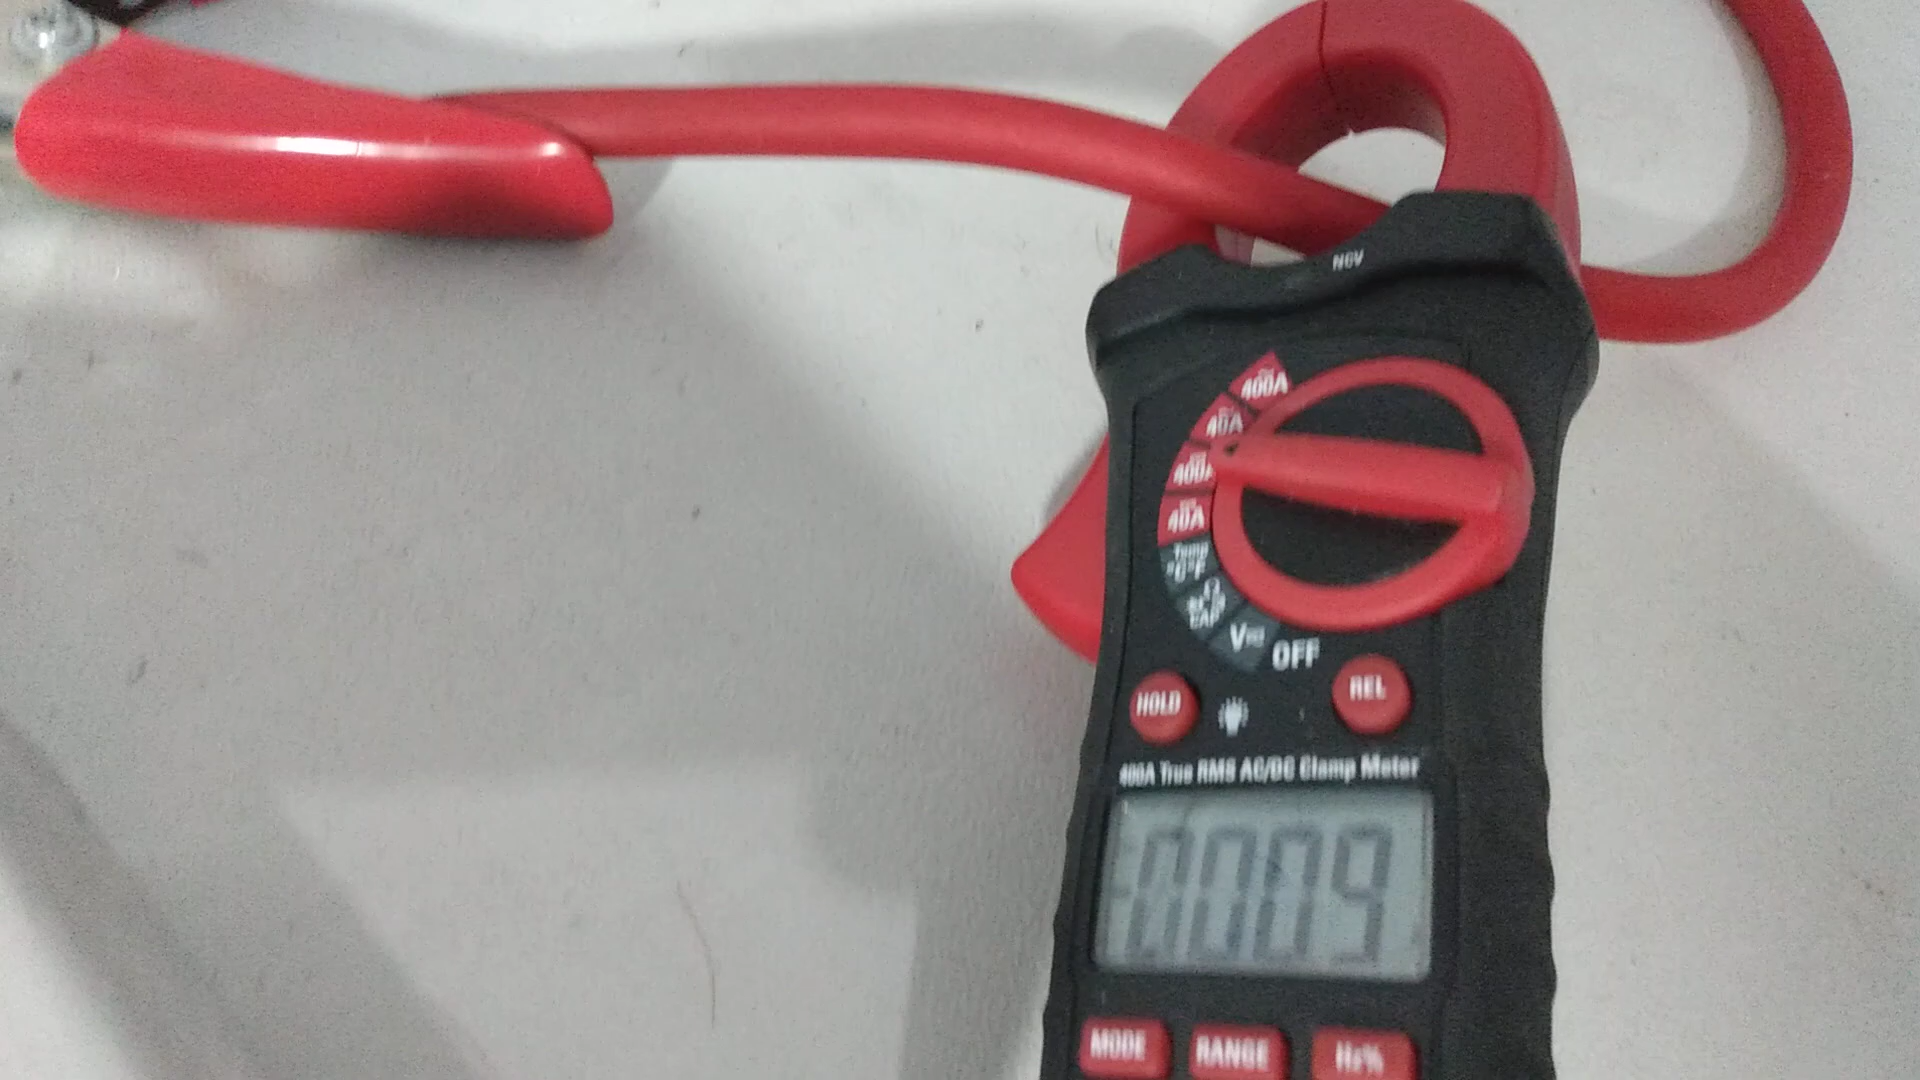 NCV
400A
40A
400A
40A
Temp
°C°F
CAP
V
OFF
HOLD
REL
400A True RMS AC/DC Clamp Meter
0009
MODE
RANGE
Hz%